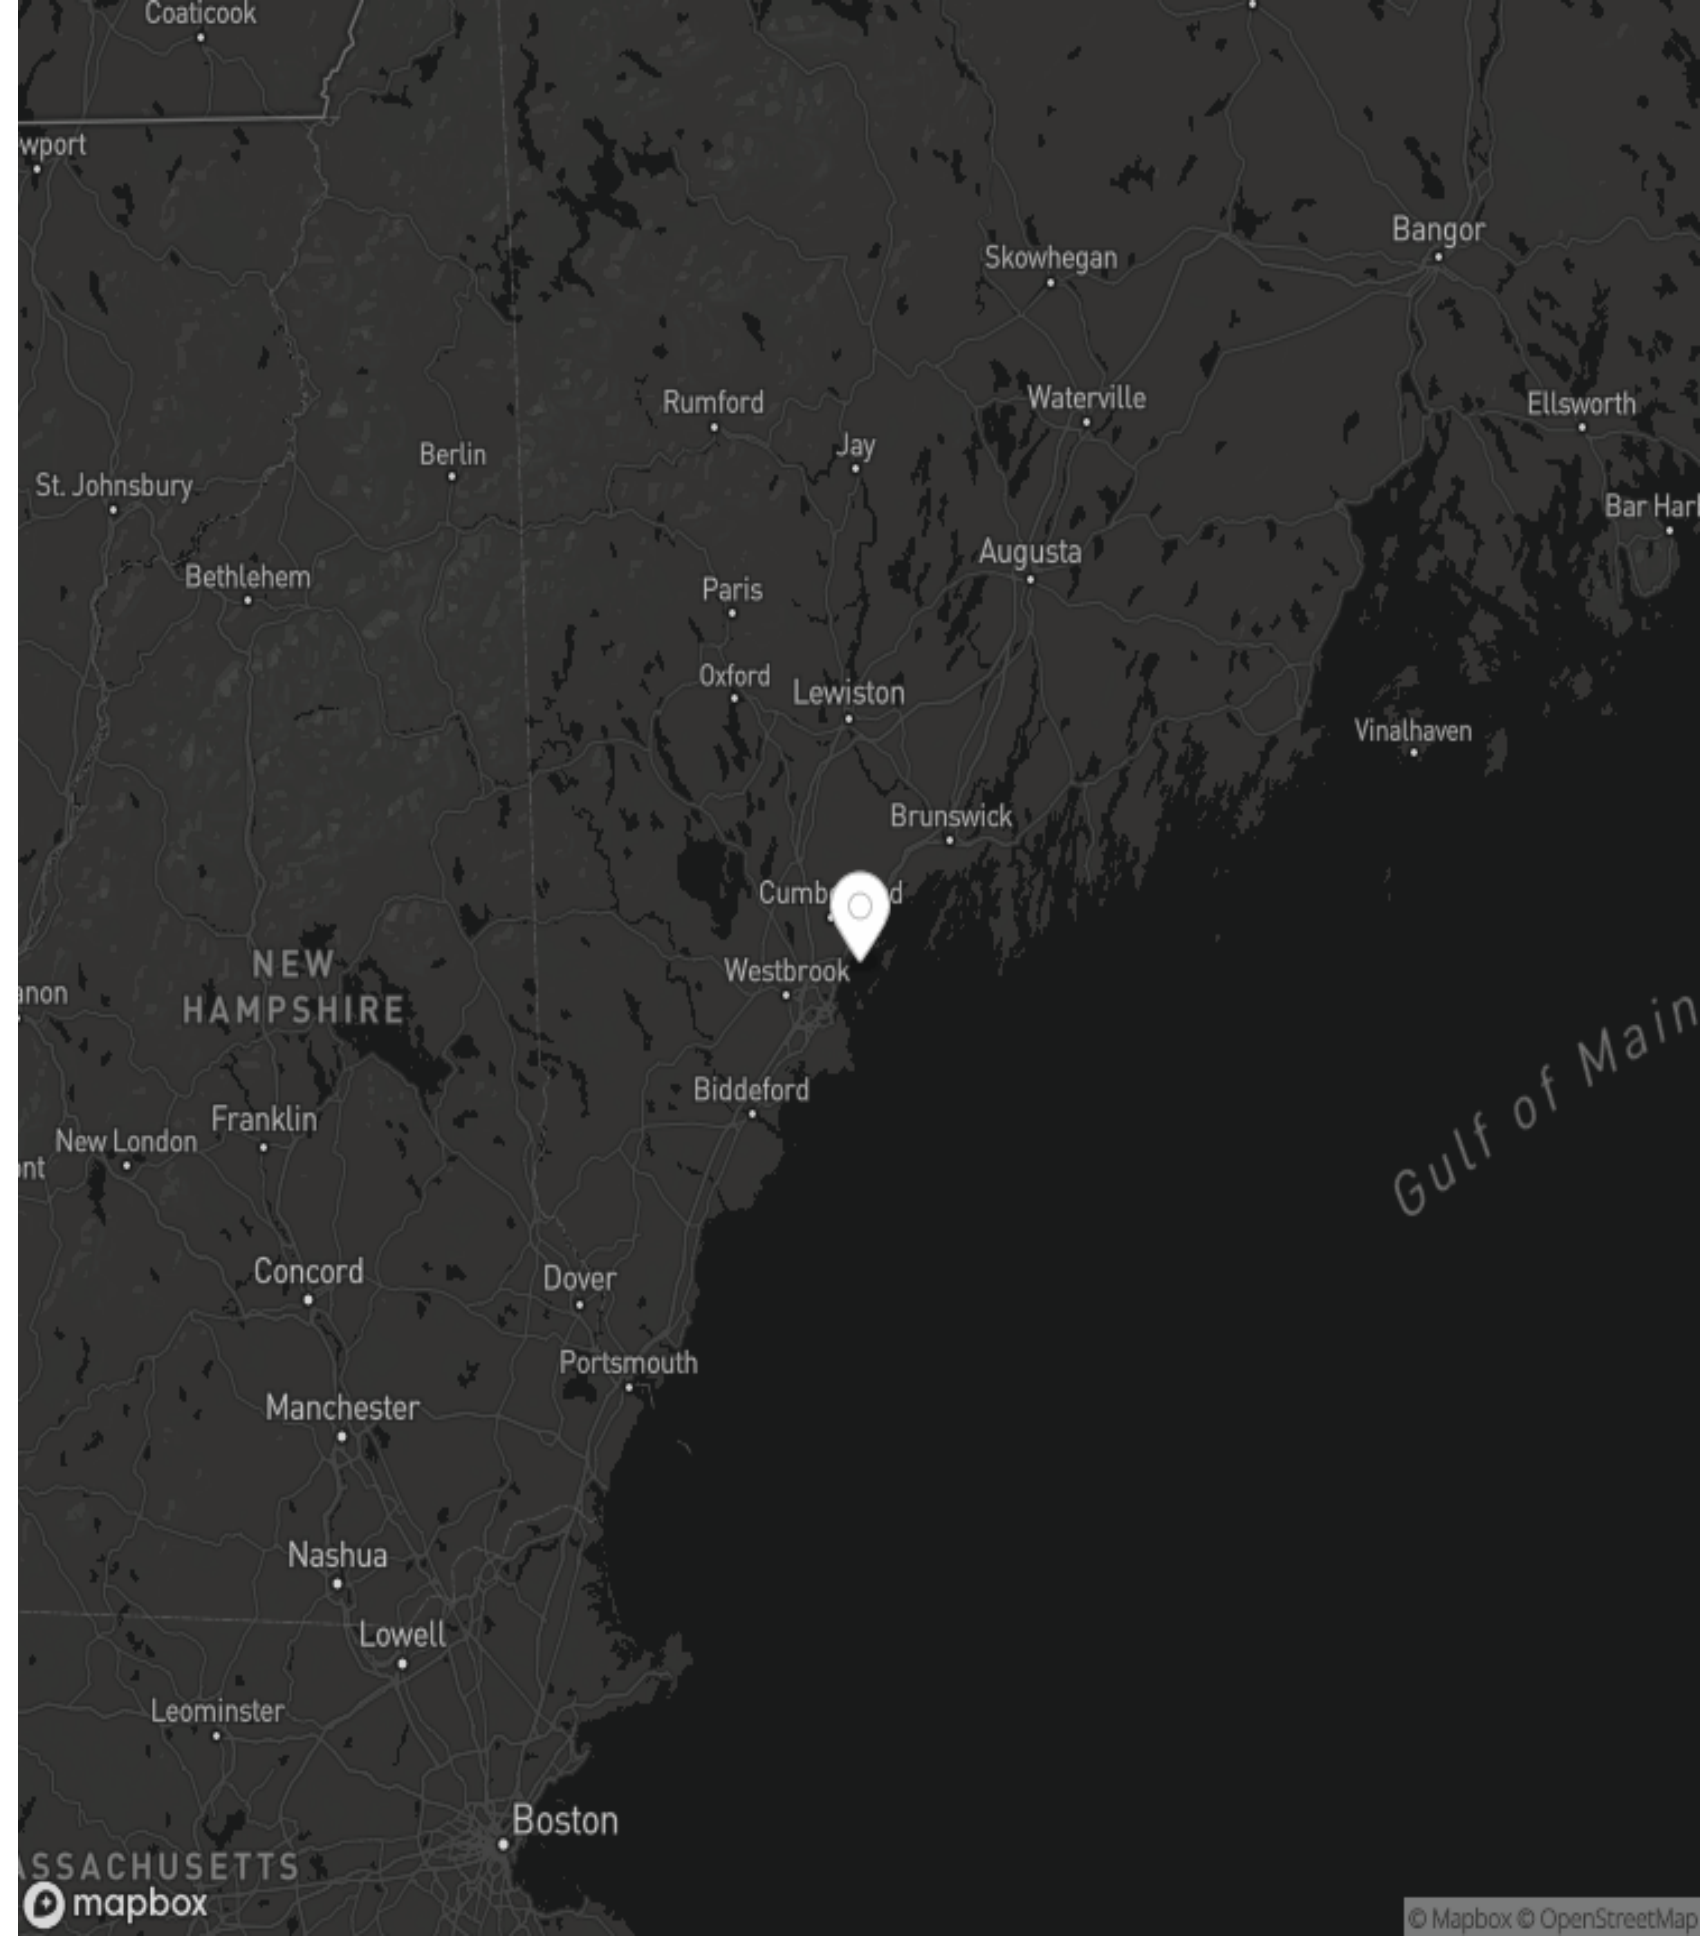 Coaticook
wport
Bangor
Skowhegan
Waterville
Rumford
Ellsworth
Jay
Berlin
St. Johnsbury
Bar Har
Augusta
Bethlehem
Paris
Oxford
Lewiston
Vinalhaven
Brunswick
Westbrook
NEW
HAMPSHIRE
anon
Gulf of Main
Biddeford
Franklin
New London
nt
Concord
Dover
Portsmouth
Manchester
Nashua
Lowell
Leominster
Boston
ASSACHUSETTS
mapbox
© Mapbox © OpenStreetMap